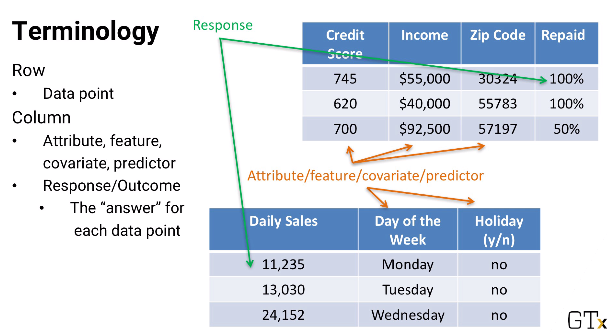 Terminology
Row
• Data point
Column
• Attribute, feature,
covariate, predictor
• Response/Outcome
• The “answer” for
each data point
Response
Credit Score Income Zip Code Repaid
745 $55,000 30324 100%
620 $40,000 55783 100%
700 $92,500 57197 50%
Attribute/feature/covariate/predictor
Daily Sales Day of the Week Holiday (y/n)
11,235 Monday no
13,030 Tuesday no
24,152 Wednesday no
GTx